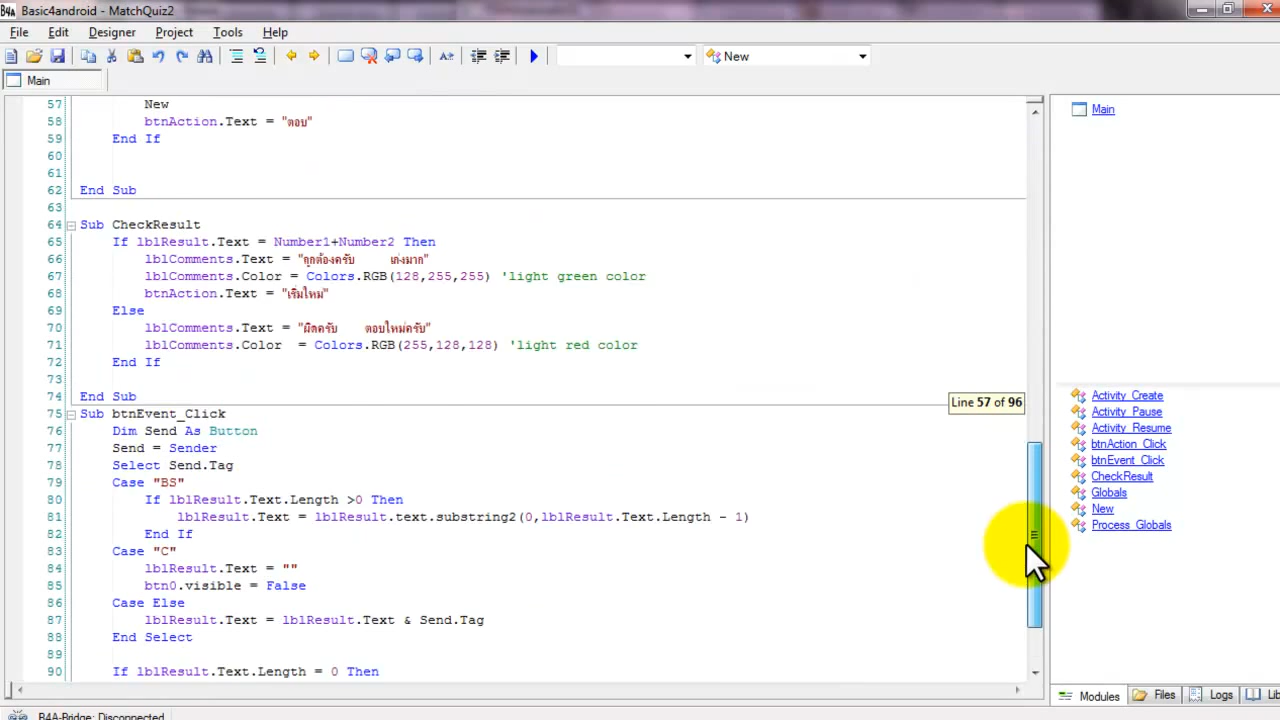 B4A Basic4android - MatchQuiz2
File Edit Designer Project Tools Help
New
Main
57 New
58 btnAction.Text = "ตอบ"
59 End If
60
61
62 End Sub
63
64 Sub CheckResult
65 If lblResult.Text = Number1+Number2 Then
66 lblComments.Text = "ถูกต้องครับ เก่งมาก"
67 lblComments.Color = Colors.RGB(128,255,255) 'light green color
68 btnAction.Text = "เริ่มใหม่"
69 Else
70 lblComments.Text = "ผิดครับ ตอบใหม่ครับ"
71 lblComments.Color = Colors.RGB(255,128,128) 'light red color
72 End If
73
74 End Sub
75 Sub btnEvent_Click
76 Dim Send As Button
77 Send = Sender
78 Select Send.Tag
79 Case "BS"
80 If lblResult.Text.Length >0 Then
81 lblResult.Text = lblResult.text.substring2(0,lblResult.Text.Length - 1)
82 End If
83 Case "C"
84 lblResult.Text = ""
85 btn0.visible = False
86 Case Else
87 lblResult.Text = lblResult.Text & Send.Tag
88 End Select
89
90 If lblResult.Text.Length = 0 Then
Line 57 of 96
Main
Activity_Create
Activity_Pause
Activity_Resume
btnAction_Click
btnEvent_Click
CheckResult
Globals
New
Process_Globals
Modules Files Logs Lib
B4A-Bridge: Disconnected